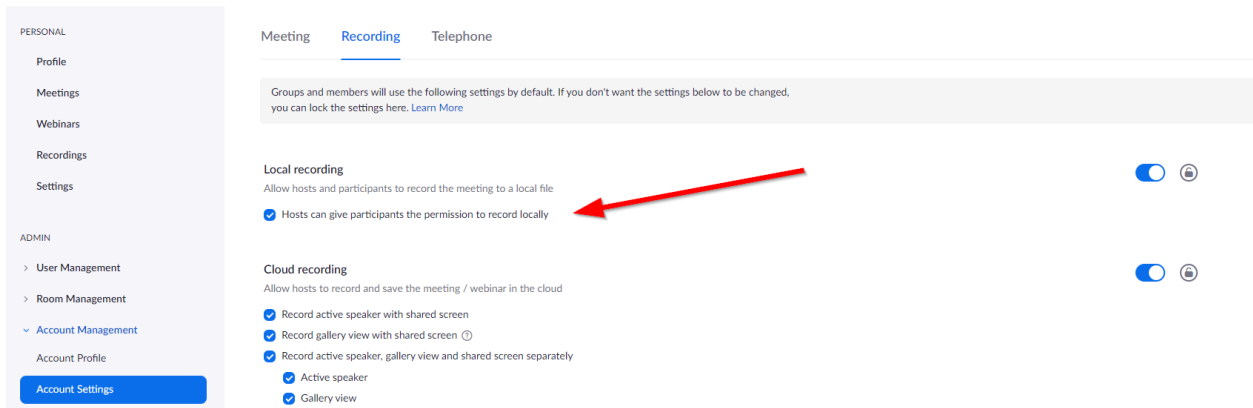 PERSONAL
Profile
Meetings
Webinars
Recordings
Settings
ADMIN
User Management
Room Management
Account Management
Account Profile
Account Settings
Meeting Recording Telephone
Groups and members will use the following settings by default. If you don't want the settings below to be changed,
you can lock the settings here. Learn More
Local recording
Allow hosts and participants to record the meeting to a local file
Hosts can give participants the permission to record locally
Cloud recording
Allow hosts to record and save the meeting / webinar in the cloud
Record active speaker with shared screen
Record gallery view with shared screen ?
Record active speaker, gallery view and shared screen separately
Active speaker
Gallery view